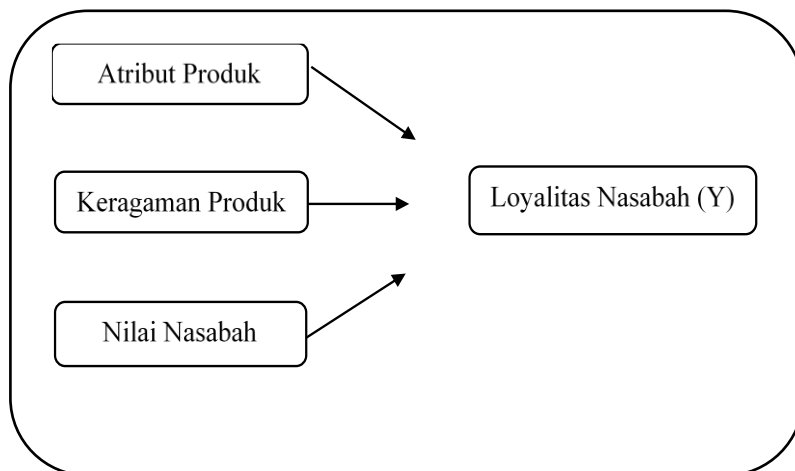 Atribut Produk
Keragaman Produk
Loyalitas Nasabah (Y)
Nilai Nasabah